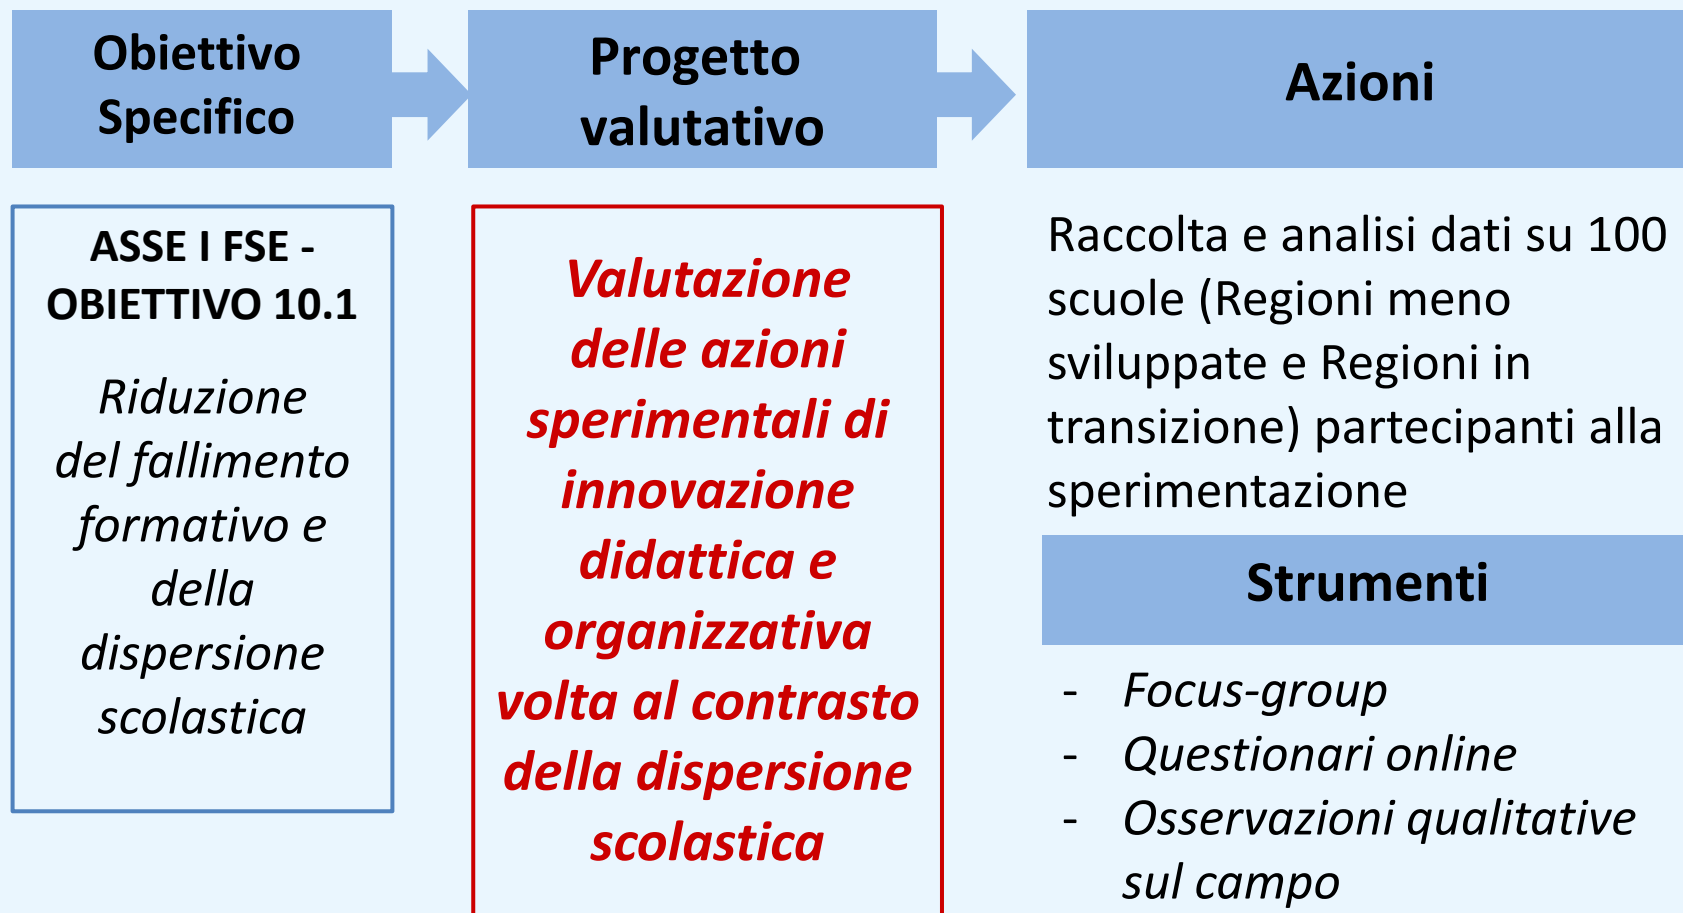 Obiettivo
Specifico
Progetto
valutativo
Azioni
ASSE I FSE -
OBIETTIVO 10.1
Riduzione
del fallimento
formativo e
della
dispersione
scolastica
Valutazione
delle azioni
sperimentali di
innovazione
didattica e
organizzativa
volta al contrasto
della dispersione
scolastica
Raccolta e analisi dati su 100
scuole (Regioni meno
sviluppate e Regioni in
transizione) partecipanti alla
sperimentazione
Strumenti
- Focus-group
- Questionari online
- Osservazioni qualitative
sul campo